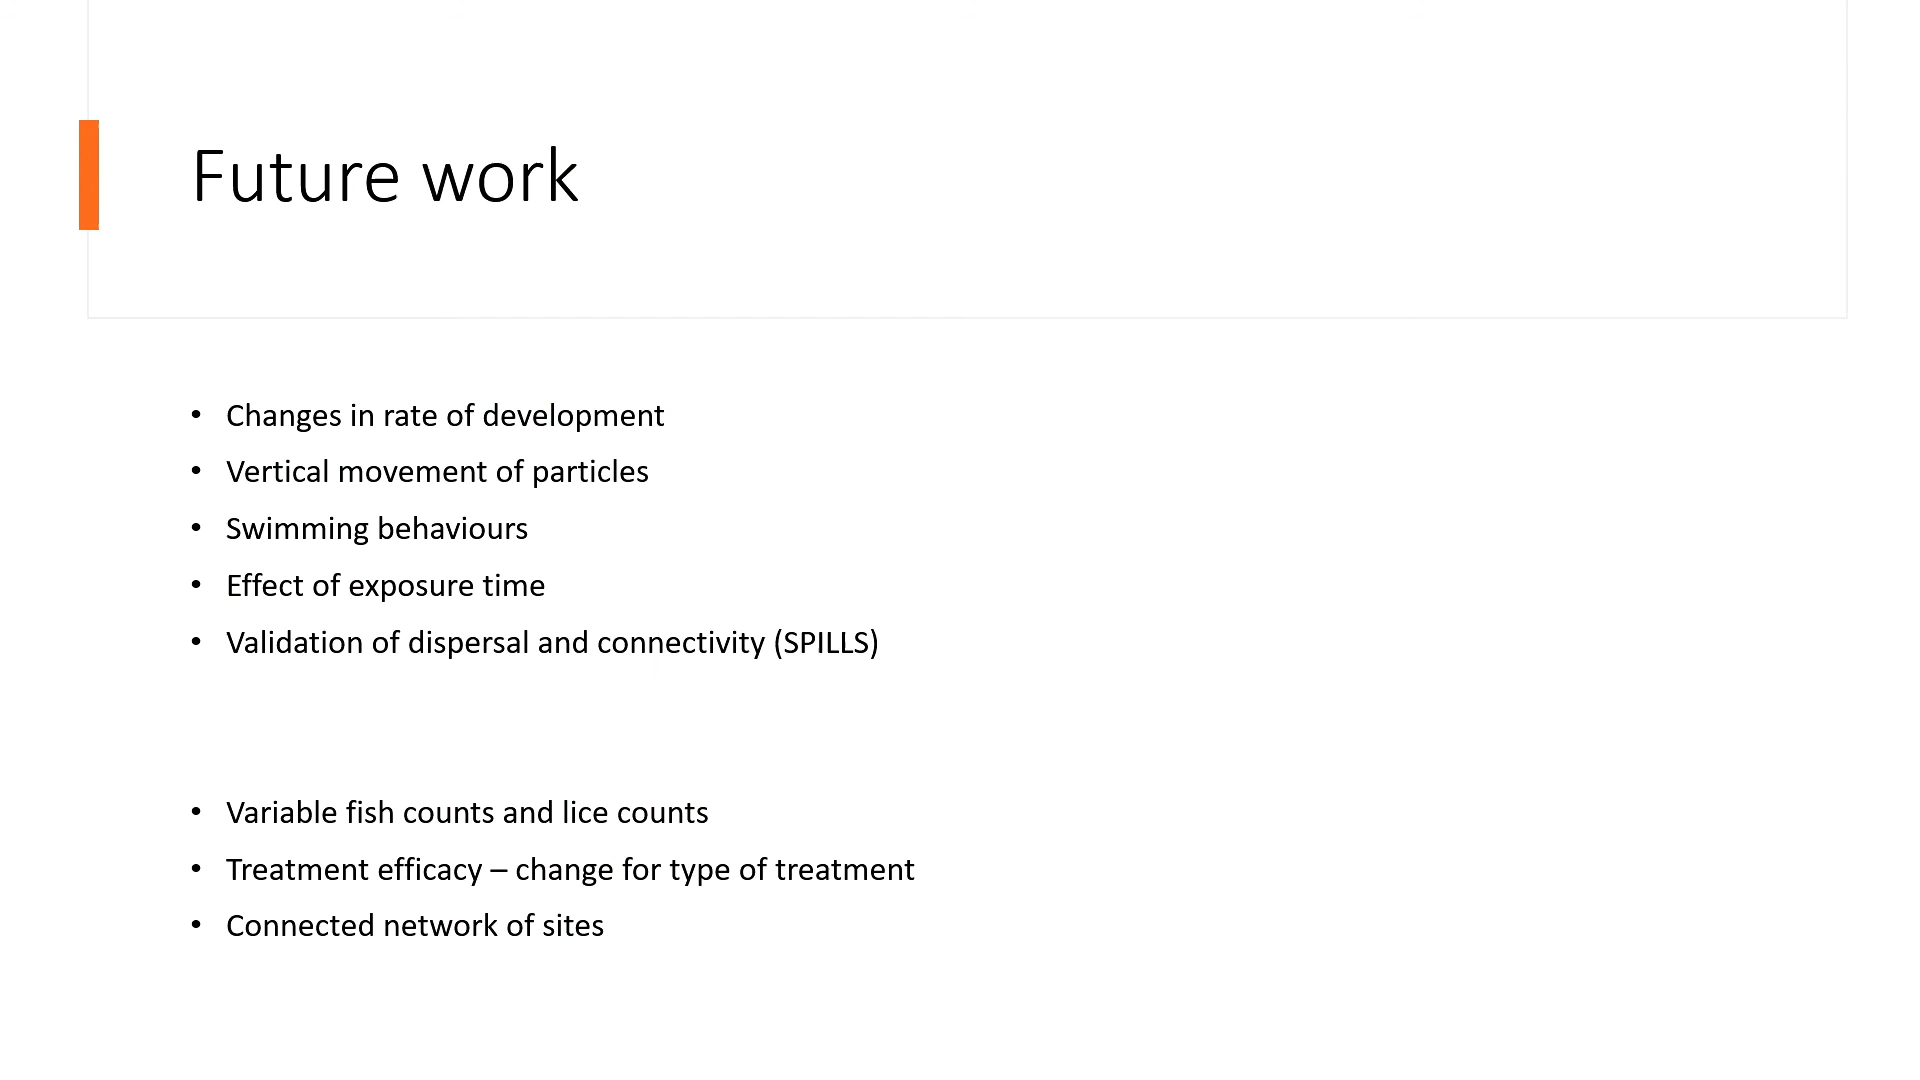 Future work
• Changes in rate of development
• Vertical movement of particles
• Swimming behaviours
• Effect of exposure time
• Validation of dispersal and connectivity (SPILLS)
• Variable fish counts and lice counts
• Treatment efficacy – change for type of treatment
• Connected network of sites